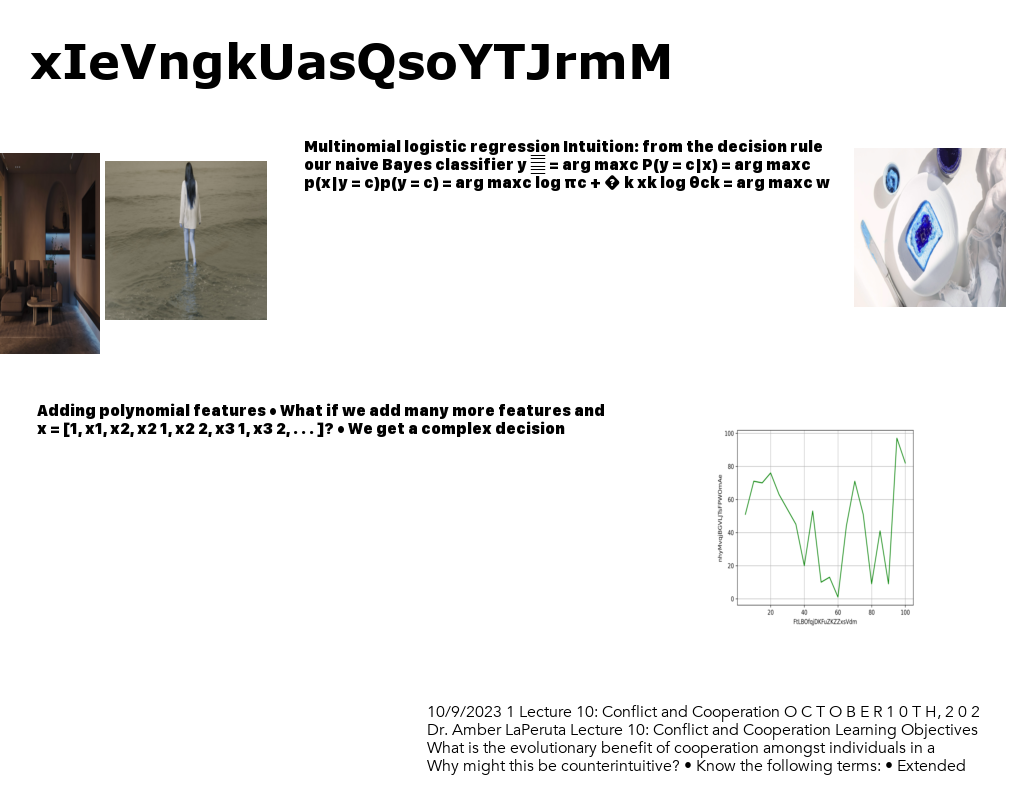 xIeVngkUasQsoYTJrmM
Multinomial logistic regression Intuition: from the decision rule
our naive Bayes classifier y = arg maxc P(y = c|x) = arg maxc
p(x|y = c)p(y = c) = arg maxc log πc + � k xk log θck = arg maxc w
Adding polynomial features • What if we add many more features and
x = [1, x1, x2, x2 1, x2 2, x3 1, x3 2, . . . ]? • We get a complex decision
100
80
60
40
20
0
20 40 60 80 100
10/9/2023 1 Lecture 10: Conflict and Cooperation O C T O B E R 1 0 T H, 2 0 2
Dr. Amber LaPeruta Lecture 10: Conflict and Cooperation Learning Objectives
What is the evolutionary benefit of cooperation amongst individuals in a
Why might this be counterintuitive? • Know the following terms: • Extended